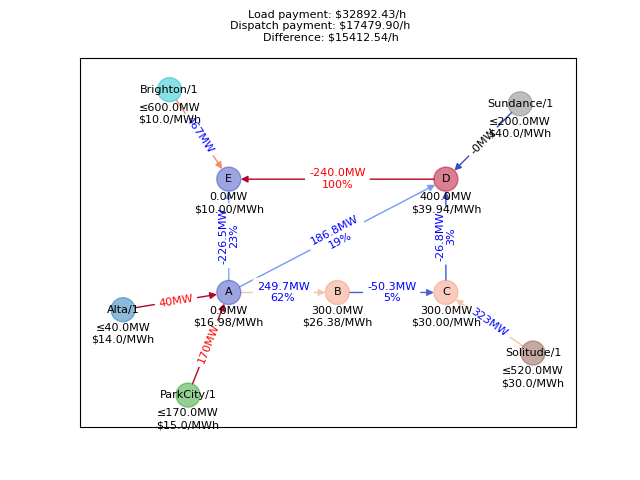 Load payment: $32892.43/h
Dispatch payment: $17479.90/h
Difference: $15412.54/h
Brighton/1
≤600.0MW
$10.0/MWh
Sundance/1
≤200.0MW
$40.0/MWh
-0MW
E
0.0MW
$10.00/MWh
-240.0MW
100%
D
400.0MW
$39.94/MWh
-226.5MW
23%
186.8MW
19%
-26.8MW
3%
Alta/1
≤40.0MW
$14.0/MWh
40MW
A
$16.98/MWh
249.7MW
62%
B
300.0MW
$26.38/MWh
-50.3MW
5%
C
300.0MW
$30.00/MWh
323MW
170MW
Solitude/1
≤520.0MW
$30.0/MWh
ParkCity/1
≤170.0MW
$15.0/MWh